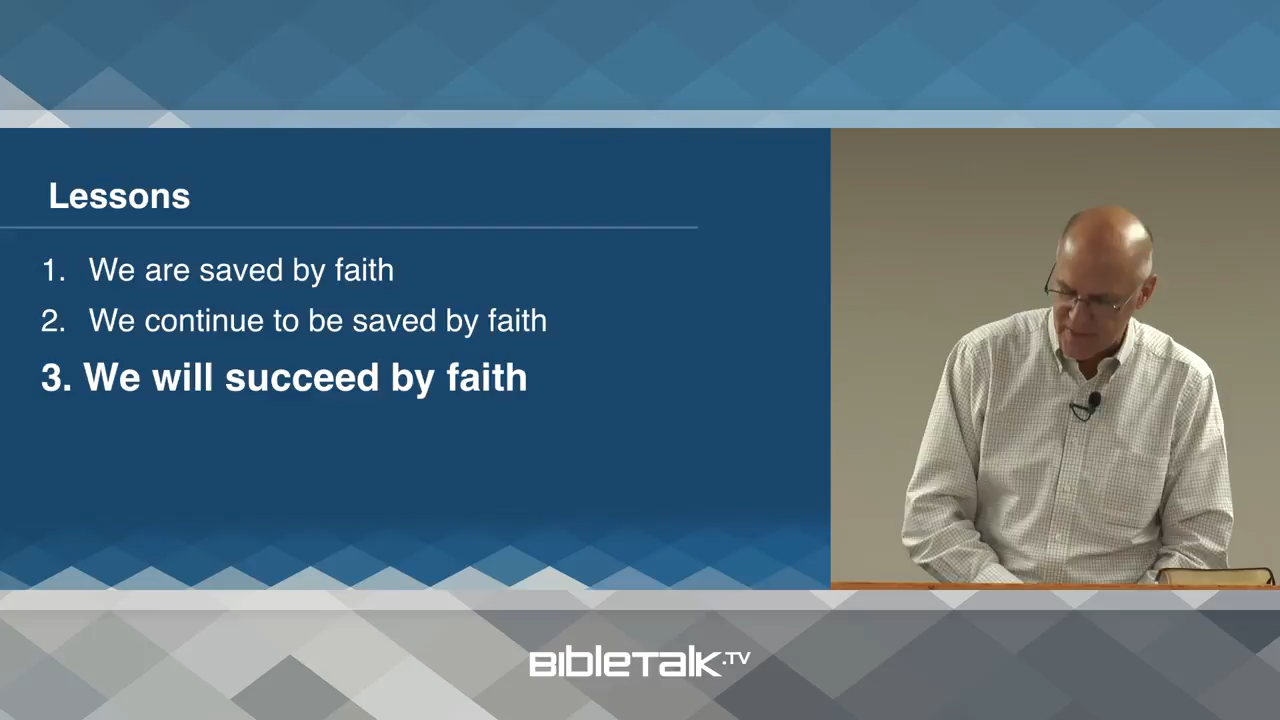 Lessons
1. We are saved by faith
2. We continue to be saved by faith
3. We will succeed by faith
BIBLETALK.TV